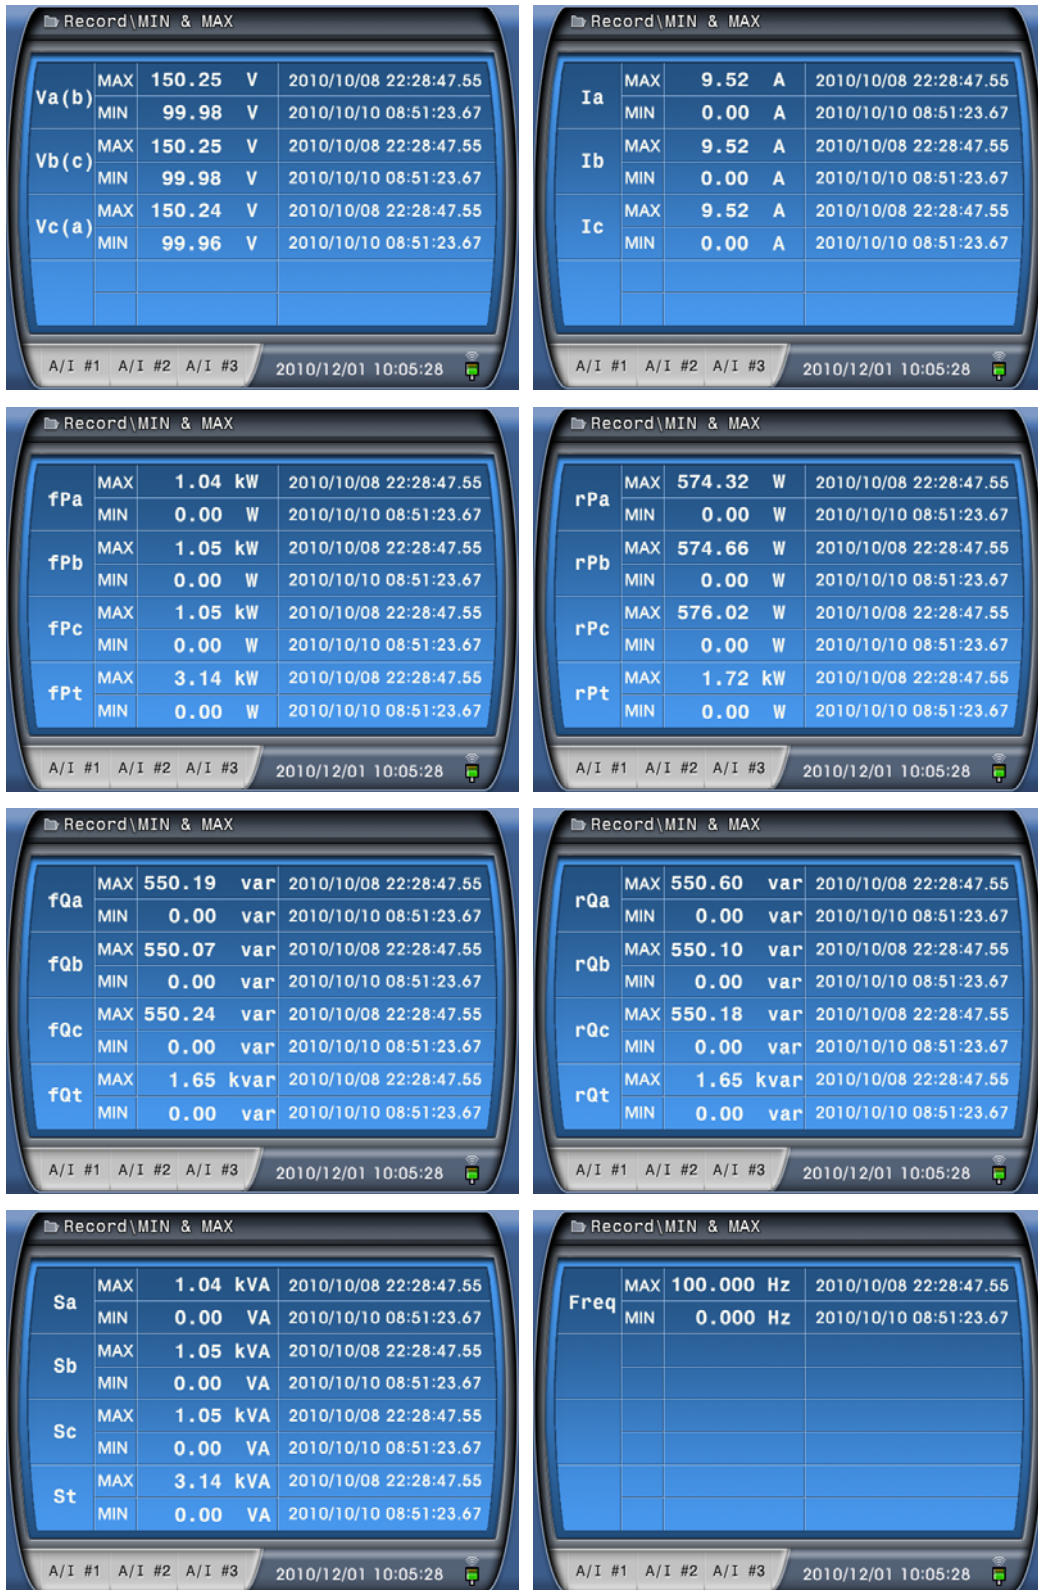 Record\MIN & MAX
Va(b) MAX 150.25 V 2010/10/08 22:28:47.55
MIN 99.98 V 2010/10/10 08:51:23.67
Vb(c) MAX 150.25 V 2010/10/08 22:28:47.55
MIN 99.98 V 2010/10/10 08:51:23.67
Vc(a) MAX 150.24 V 2010/10/08 22:28:47.55
MIN 99.96 V 2010/10/10 08:51:23.67
A/I #1 A/I #2 A/I #3 2010/12/01 10:05:28
Record\MIN & MAX
Ia MAX 9.52 A 2010/10/08 22:28:47.55
MIN 0.00 A 2010/10/10 08:51:23.67
Ib MAX 9.52 A 2010/10/08 22:28:47.55
MIN 0.00 A 2010/10/10 08:51:23.67
Ic MAX 9.52 A 2010/10/08 22:28:47.55
MIN 0.00 A 2010/10/10 08:51:23.67
A/I #1 A/I #2 A/I #3 2010/12/01 10:05:28
Record\MIN & MAX
fPa MAX 1.04 kW 2010/10/08 22:28:47.55
MIN 0.00 W 2010/10/10 08:51:23.67
fPb MAX 1.05 kW 2010/10/08 22:28:47.55
MIN 0.00 W 2010/10/10 08:51:23.67
fPc MAX 1.05 kW 2010/10/08 22:28:47.55
MIN 0.00 W 2010/10/10 08:51:23.67
fPt MAX 3.14 kW 2010/10/08 22:28:47.55
MIN 0.00 W 2010/10/10 08:51:23.67
A/I #1 A/I #2 A/I #3 2010/12/01 10:05:28
Record\MIN & MAX
rPa MAX 574.32 W 2010/10/08 22:28:47.55
MIN 0.00 W 2010/10/10 08:51:23.67
rPb MAX 574.66 W 2010/10/08 22:28:47.55
MIN 0.00 W 2010/10/10 08:51:23.67
rPc MAX 576.02 W 2010/10/08 22:28:47.55
MIN 0.00 W 2010/10/10 08:51:23.67
rPt MAX 1.72 kW 2010/10/08 22:28:47.55
MIN 0.00 W 2010/10/10 08:51:23.67
A/I #1 A/I #2 A/I #3 2010/12/01 10:05:28
Record\MIN & MAX
fQa MAX 550.19 var 2010/10/08 22:28:47.55
MIN 0.00 var 2010/10/10 08:51:23.67
fQb MAX 550.07 var 2010/10/08 22:28:47.55
MIN 0.00 var 2010/10/10 08:51:23.67
fQc MAX 550.24 var 2010/10/08 22:28:47.55
MIN 0.00 var 2010/10/10 08:51:23.67
fQt MAX 1.65 kvar 2010/10/08 22:28:47.55
MIN 0.00 var 2010/10/10 08:51:23.67
A/I #1 A/I #2 A/I #3 2010/12/01 10:05:28
Record\MIN & MAX
rQa MAX 550.60 var 2010/10/08 22:28:47.55
MIN 0.00 var 2010/10/10 08:51:23.67
rQb MAX 550.10 var 2010/10/08 22:28:47.55
MIN 0.00 var 2010/10/10 08:51:23.67
rQc MAX 550.18 var 2010/10/08 22:28:47.55
MIN 0.00 var 2010/10/10 08:51:23.67
rQt MAX 1.65 kvar 2010/10/08 22:28:47.55
MIN 0.00 var 2010/10/10 08:51:23.67
A/I #1 A/I #2 A/I #3 2010/12/01 10:05:28
Record\MIN & MAX
Sa MAX 1.04 kVA 2010/10/08 22:28:47.55
MIN 0.00 VA 2010/10/10 08:51:23.67
Sb MAX 1.05 kVA 2010/10/08 22:28:47.55
MIN 0.00 VA 2010/10/10 08:51:23.67
Sc MAX 1.05 kVA 2010/10/08 22:28:47.55
MIN 0.00 VA 2010/10/10 08:51:23.67
St MAX 3.14 kVA 2010/10/08 22:28:47.55
MIN 0.00 VA 2010/10/10 08:51:23.67
A/I #1 A/I #2 A/I #3 2010/12/01 10:05:28
Record\MIN & MAX
Freq MAX 100.000 Hz 2010/10/08 22:28:47.55
MIN 0.000 Hz 2010/10/10 08:51:23.67
A/I #1 A/I #2 A/I #3 2010/12/01 10:05:28